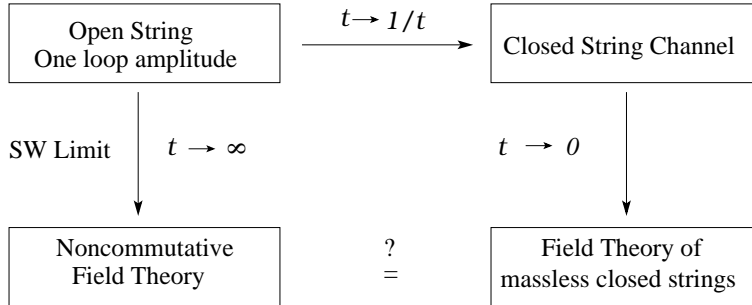 Open String
One loop amplitude
t → 1/t
Closed String Channel
SW Limit
t → ∞
t → 0
Noncommutative
Field Theory
?
=
Field Theory of
massless closed strings